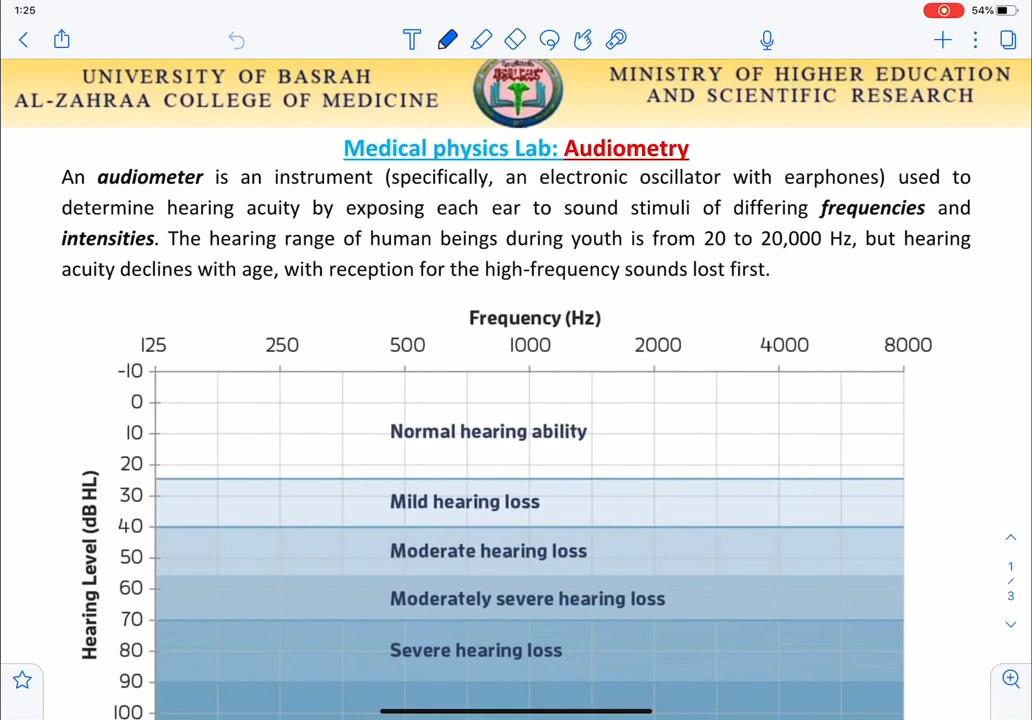 1:25
54%
UNIVERSITY OF BASRAH
AL-ZAHRAA COLLEGE OF MEDICINE
MINISTRY OF HIGHER EDUCATION
AND SCIENTIFIC RESEARCH
Medical physics Lab: Audiometry
An audiometer is an instrument (specifically, an electronic oscillator with earphones) used to
determine hearing acuity by exposing each ear to sound stimuli of differing frequencies and
intensities. The hearing range of human beings during youth is from 20 to 20,000 Hz, but hearing
acuity declines with age, with reception for the high-frequency sounds lost first.
Frequency (Hz)
125 250 500 1000 2000 4000 8000
-10
0
10
Normal hearing ability
20
30
Mild hearing loss
40
50
Moderate hearing loss
60
Moderately severe hearing loss
70
80
Severe hearing loss
90
100
Hearing Level (dB HL)
1
/
3